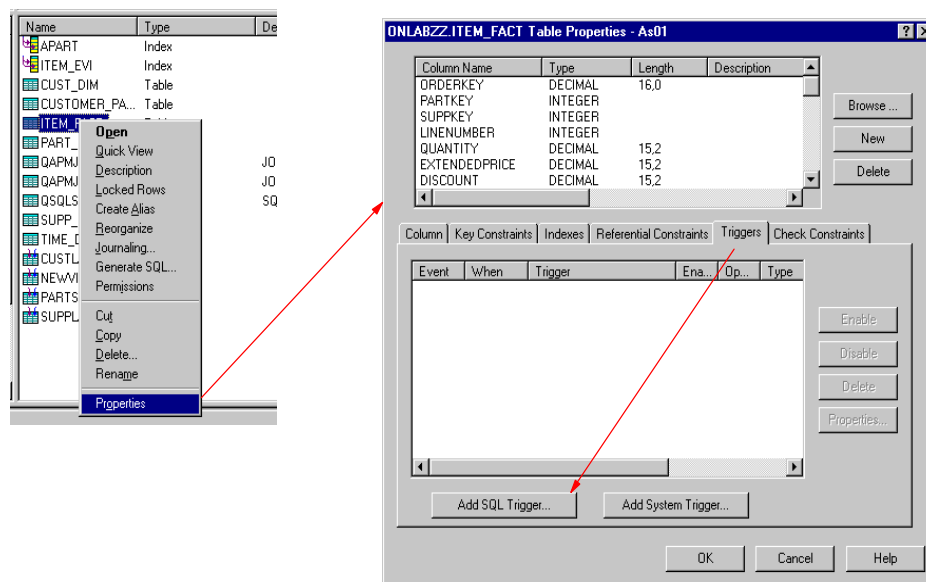 Name Type De
APART Index
ITEM_EVI Index
CUST_DIM Table
CUSTOMER_PA... Table
ITEM_
PART_
QAPMJ JO
QAPMJ JO
QSQLS SQ
SUPP_
TIME_D
CUSTL
NEWVI
PARTS
SUPPL
Open
Quick View
Description
Locked Rows
Create Alias
Reorganize
Journaling...
Generate SQL...
Permissions
Cut
Copy
Delete...
Rename
Properties
ONLABZZ.ITEM_FACT Table Properties - As01
Column Name Type Length Description
ORDERKEY DECIMAL 16,0
PARTKEY INTEGER
SUPPKEY INTEGER
LINENUMBER INTEGER
QUANTITY DECIMAL 15,2
EXTENDEDPRICE DECIMAL 15,2
DISCOUNT DECIMAL 15,2
Browse ...
New
Delete
Column Key Constraints Indexes Referential Constraints Triggers Check Constraints
Event When Trigger Ena... Op... Type
Enable
Disable
Delete
Properties...
Add SQL Trigger... Add System Trigger...
OK Cancel Help